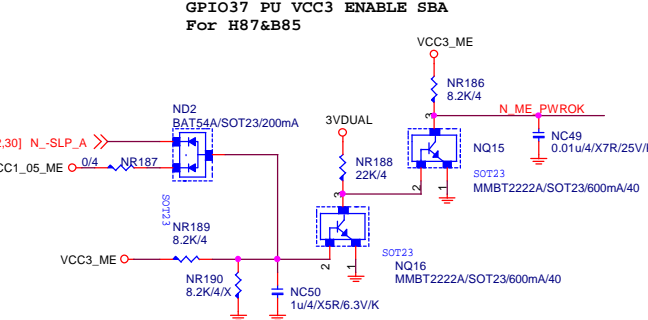 GPIO37 PU VCC3 ENABLE SBA
For H87&B85
VCC3_ME
NR186
8.2K/4
N_ME_PWROK
ND2
BAT54A/SOT23/200mA
3VDUAL
3
2,30] N_-SLP_A
NC49
0.01u/4/X7R/25V/
NQ15
CC1_05_ME 0/4 NR187
NR188
22K/4
SOT23
MMBT2222A/SOT23/600mA/40
2
1
3
SOT23
NR189
8.2K/4
SOT23
VCC3_ME
NQ16
MMBT2222A/SOT23/600mA/40
2
1
NR190
8.2K/4/X
NC50
1u/4/X5R/6.3V/K